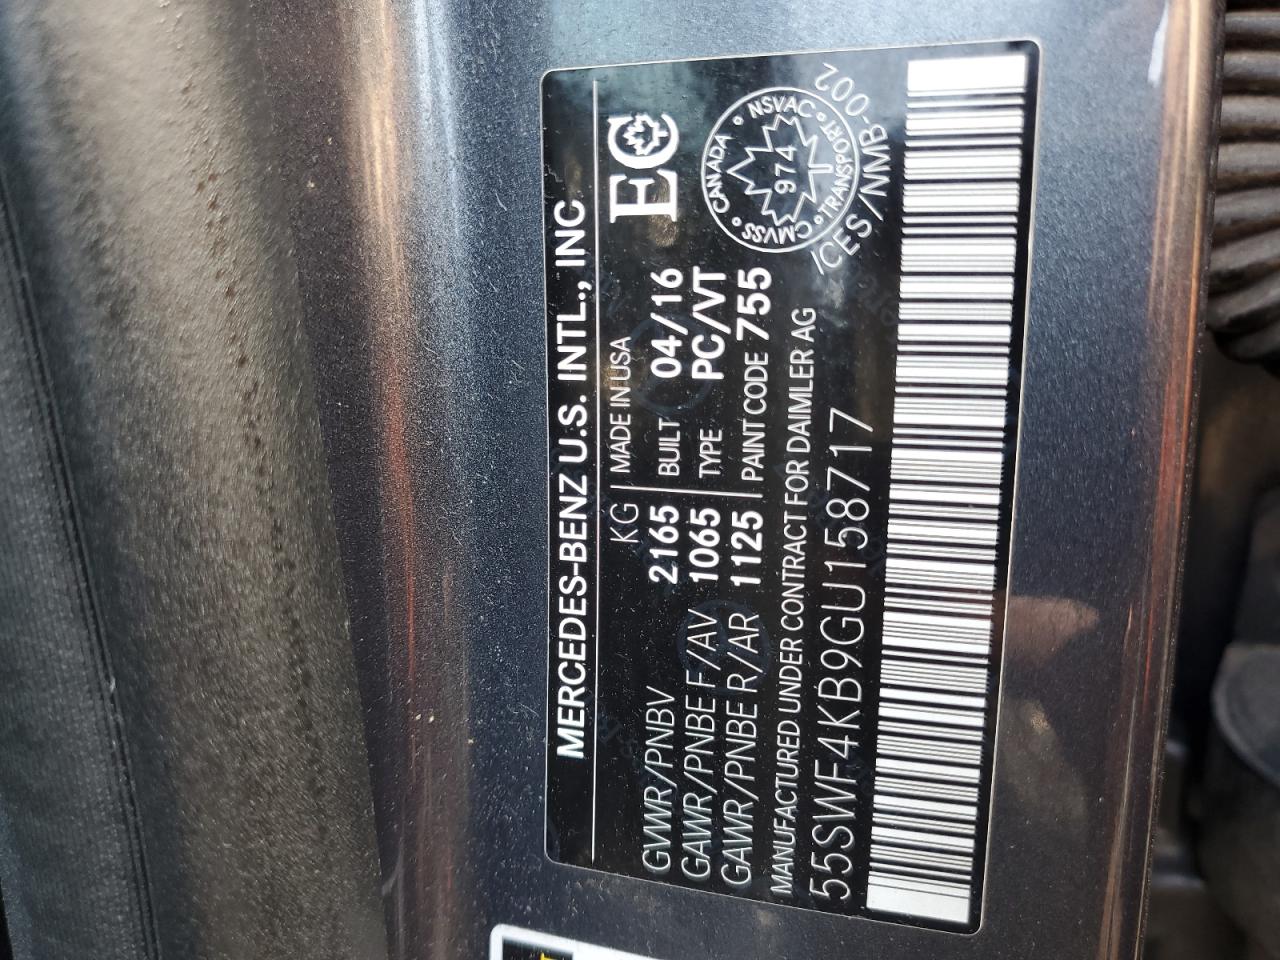 MERCEDES-BENZ U.S. INTL., INC
KG MADE IN USA EC
GVWR/PNBV 2165 BUILT 04/16
GAWR/PNBE F/AV 1065 TYPE PC/VT
GAWR/PNBE R/AR 1125 PAINT CODE 755
MANUFACTURED UNDER CONTRACT FOR DAIMLER AG
CANADA • NSVAC • TRANSPORT • CMVSS •
974
/CES/NMB-002
55SWF4KB9GU158717